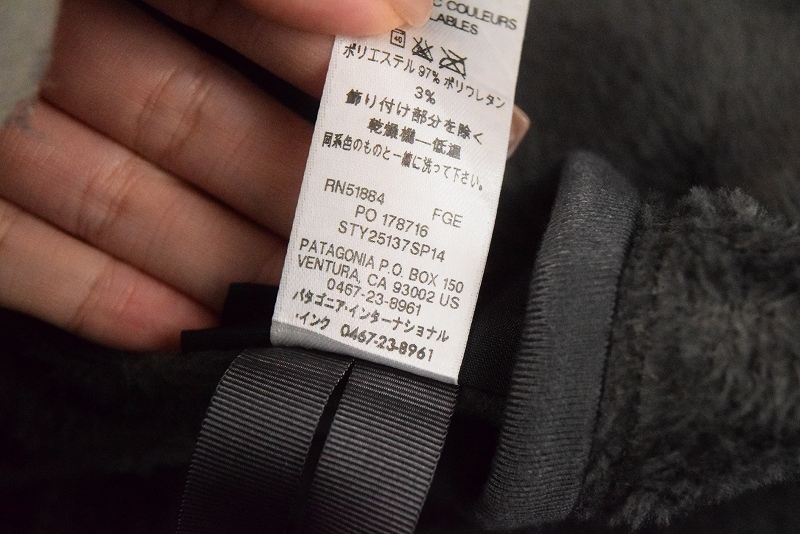 C COULEURS
LABLES
40
ポリエステル 97% ポリウレタン
3%
飾り付け部分を除く
乾燥機—低温
同系色のものと一緒に洗って下さい。
RN51884 FGE
PO 178716
STY25137SP14
PATAGONIA P.O. BOX 150
VENTURA, CA 93002 US
0467-23-8961
パタゴニア・インターナショナル
・インク 0467-23-8961